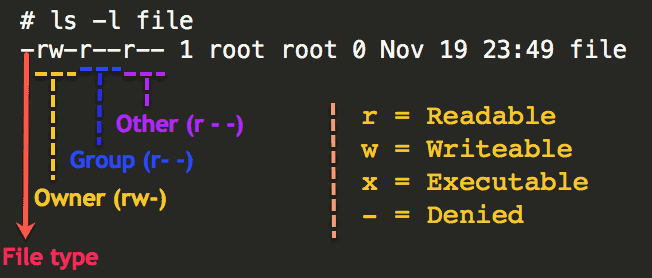 # ls -l file
-rw-r--r-- 1 root root 0 Nov 19 23:49 file
Other (r - -)
Group (r- -)
Owner (rw-)
File type
r = Readable
w = Writeable
x = Executable
- = Denied